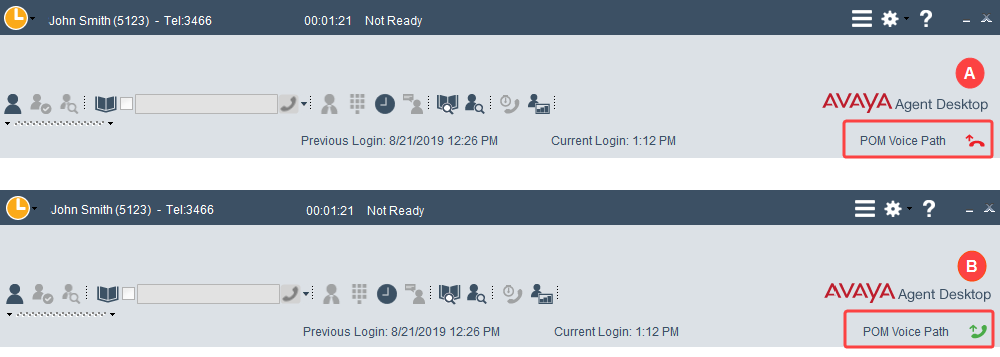 John Smith (5123) - Tel:3466 00:01:21 Not Ready ?
A
AVAYA Agent Desktop
Previous Login: 8/21/2019 12:26 PM Current Login: 1:12 PM POM Voice Path
John Smith (5123) - Tel:3466 00:01:21 Not Ready ?
B
AVAYA Agent Desktop
Previous Login: 8/21/2019 12:26 PM Current Login: 1:12 PM POM Voice Path